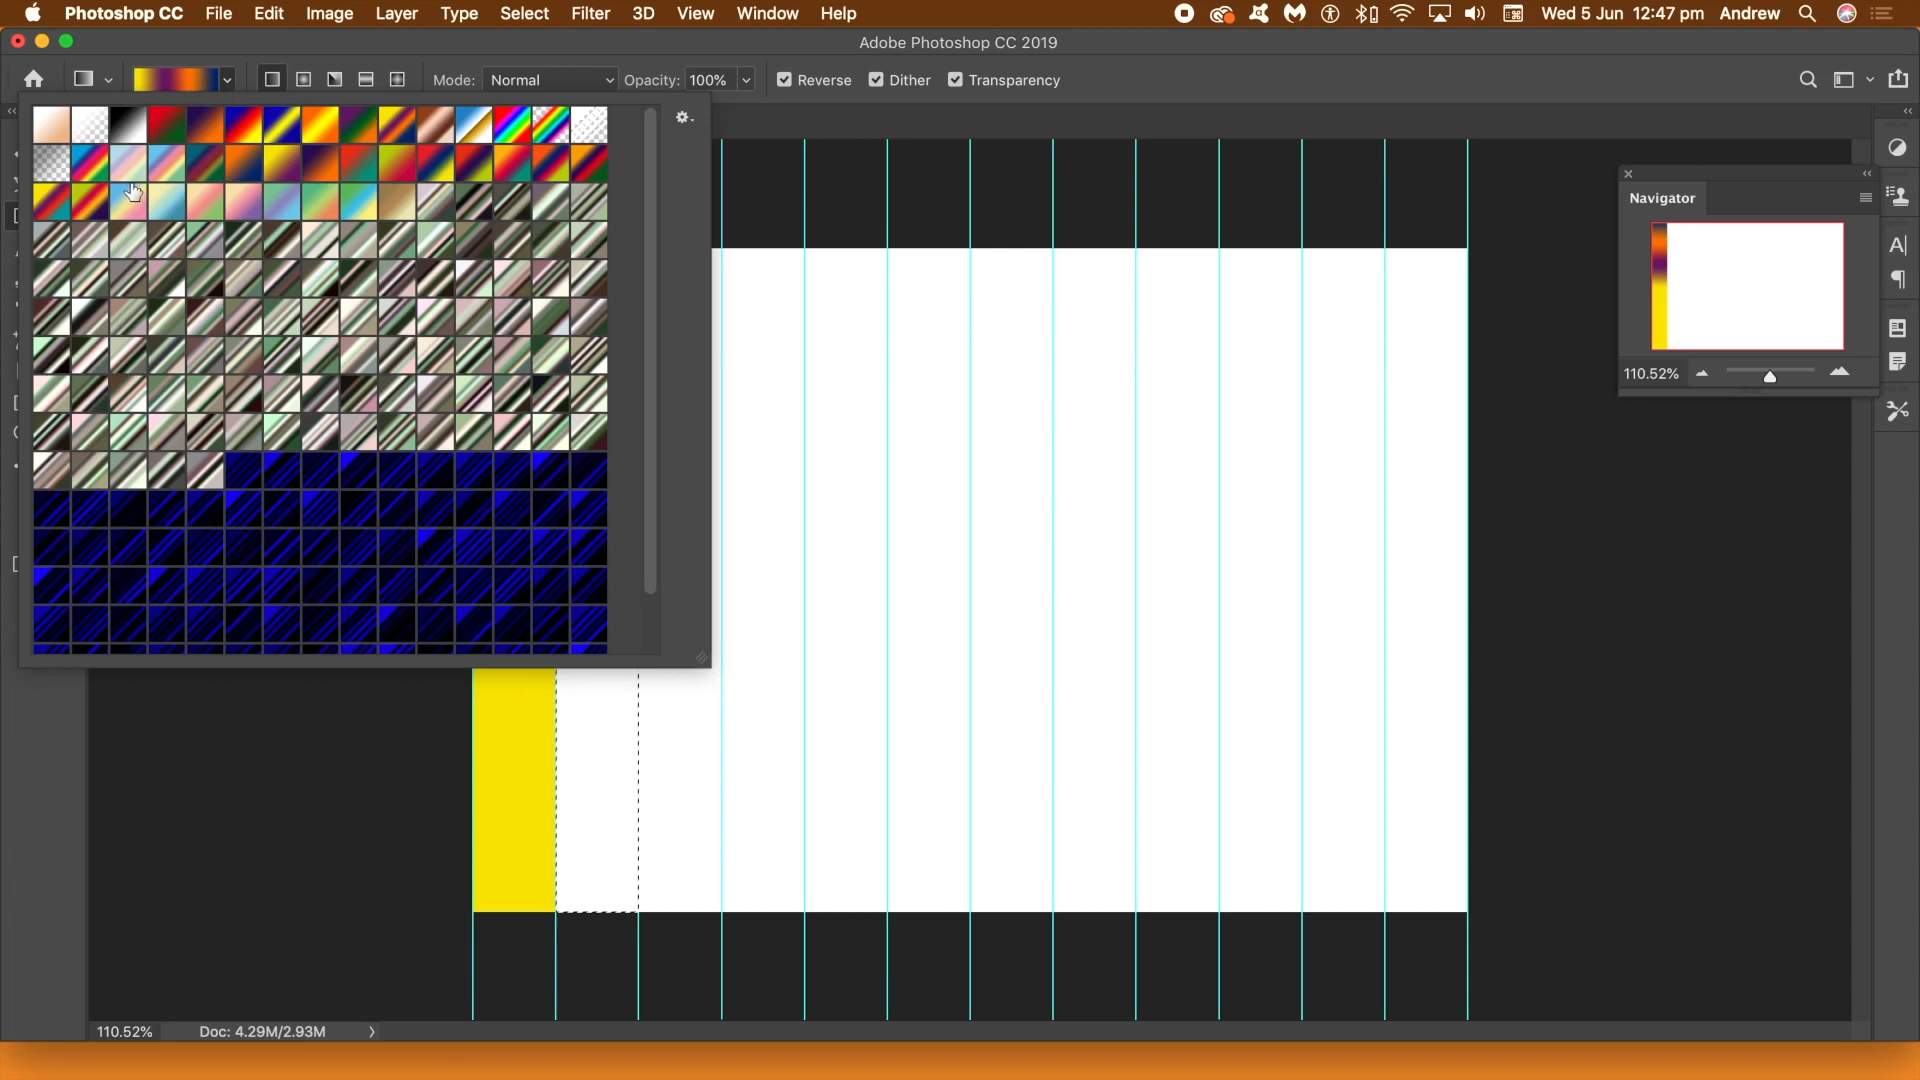 Photoshop CC File Edit Image Layer Type Select Filter 3D View Window Help Wed 5 Jun 12:47 pm Andrew
Adobe Photoshop CC 2019
Mode: Normal Opacity: 100% Reverse Dither Transparency
Navigator
110.52%
110.52% Doc: 4.29M/2.93M